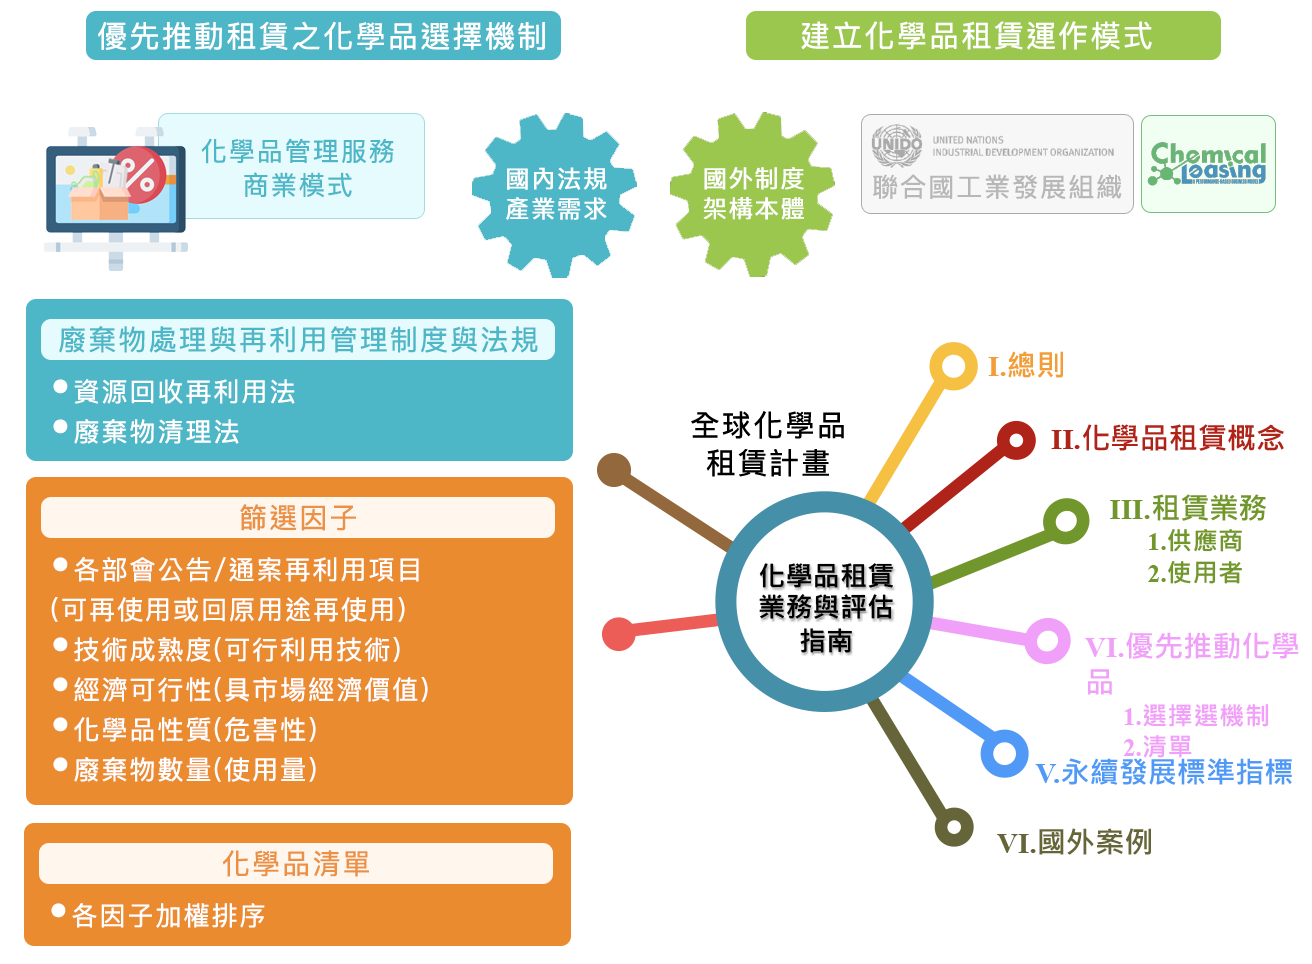 優先推動租賃之化學品選擇機制
建立化學品租賃運作模式
化學品管理服務
商業模式
國內法規
產業需求
國外制度
架構本體
UNIDO
UNITED NATIONS
INDUSTRIAL DEVELOPMENT ORGANIZATION
聯合國工業發展組織
Chemical
Leasing
A PERFORMANCE-BASED BUSINESS MODEL
廢棄物處理與再利用管理制度與法規
•資源回收再利用法
•廢棄物清理法
篩選因子
•各部會公告/通案再利用項目
(可再使用或回原用途再使用)
•技術成熟度(可行利用技術)
•經濟可行性(具市場經濟價值)
•化學品性質(危害性)
•廢棄物數量(使用量)
化學品清單
•各因子加權排序
全球化學品
租賃計畫
化學品租賃
業務與評估
指南
I.總則
II.化學品租賃概念
III.租賃業務
1.供應商
2.使用者
VI.優先推動化學
品
1.選擇選機制
2.清單
V.永續發展標準指標
VI.國外案例